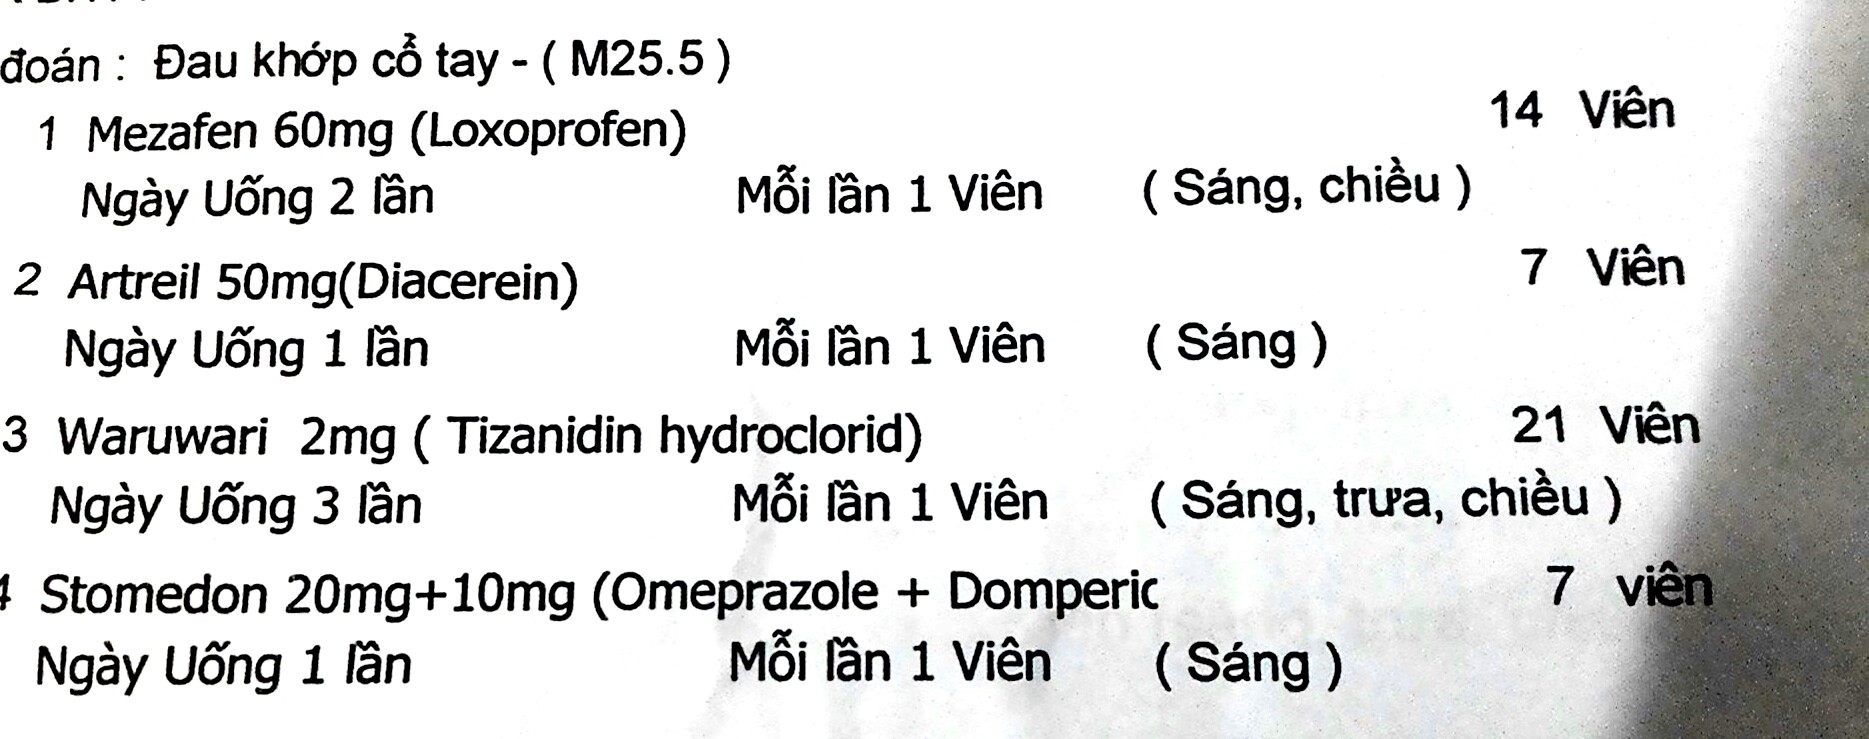 đoán : Đau khớp cổ tay - ( M25.5 )
1 Mezafen 60mg (Loxoprofen) 14 Viên
Ngày Uống 2 lần Mỗi lần 1 Viên ( Sáng, chiều )
2 Artreil 50mg(Diacerein) 7 Viên
Ngày Uống 1 lần Mỗi lần 1 Viên ( Sáng )
3 Waruwari 2mg ( Tizanidin hydroclorid) 21 Viên
Ngày Uống 3 lần Mỗi lần 1 Viên ( Sáng, trưa, chiều )
4 Stomedon 20mg+10mg (Omeprazole + Domperic 7 viên
Ngày Uống 1 lần Mỗi lần 1 Viên ( Sáng )